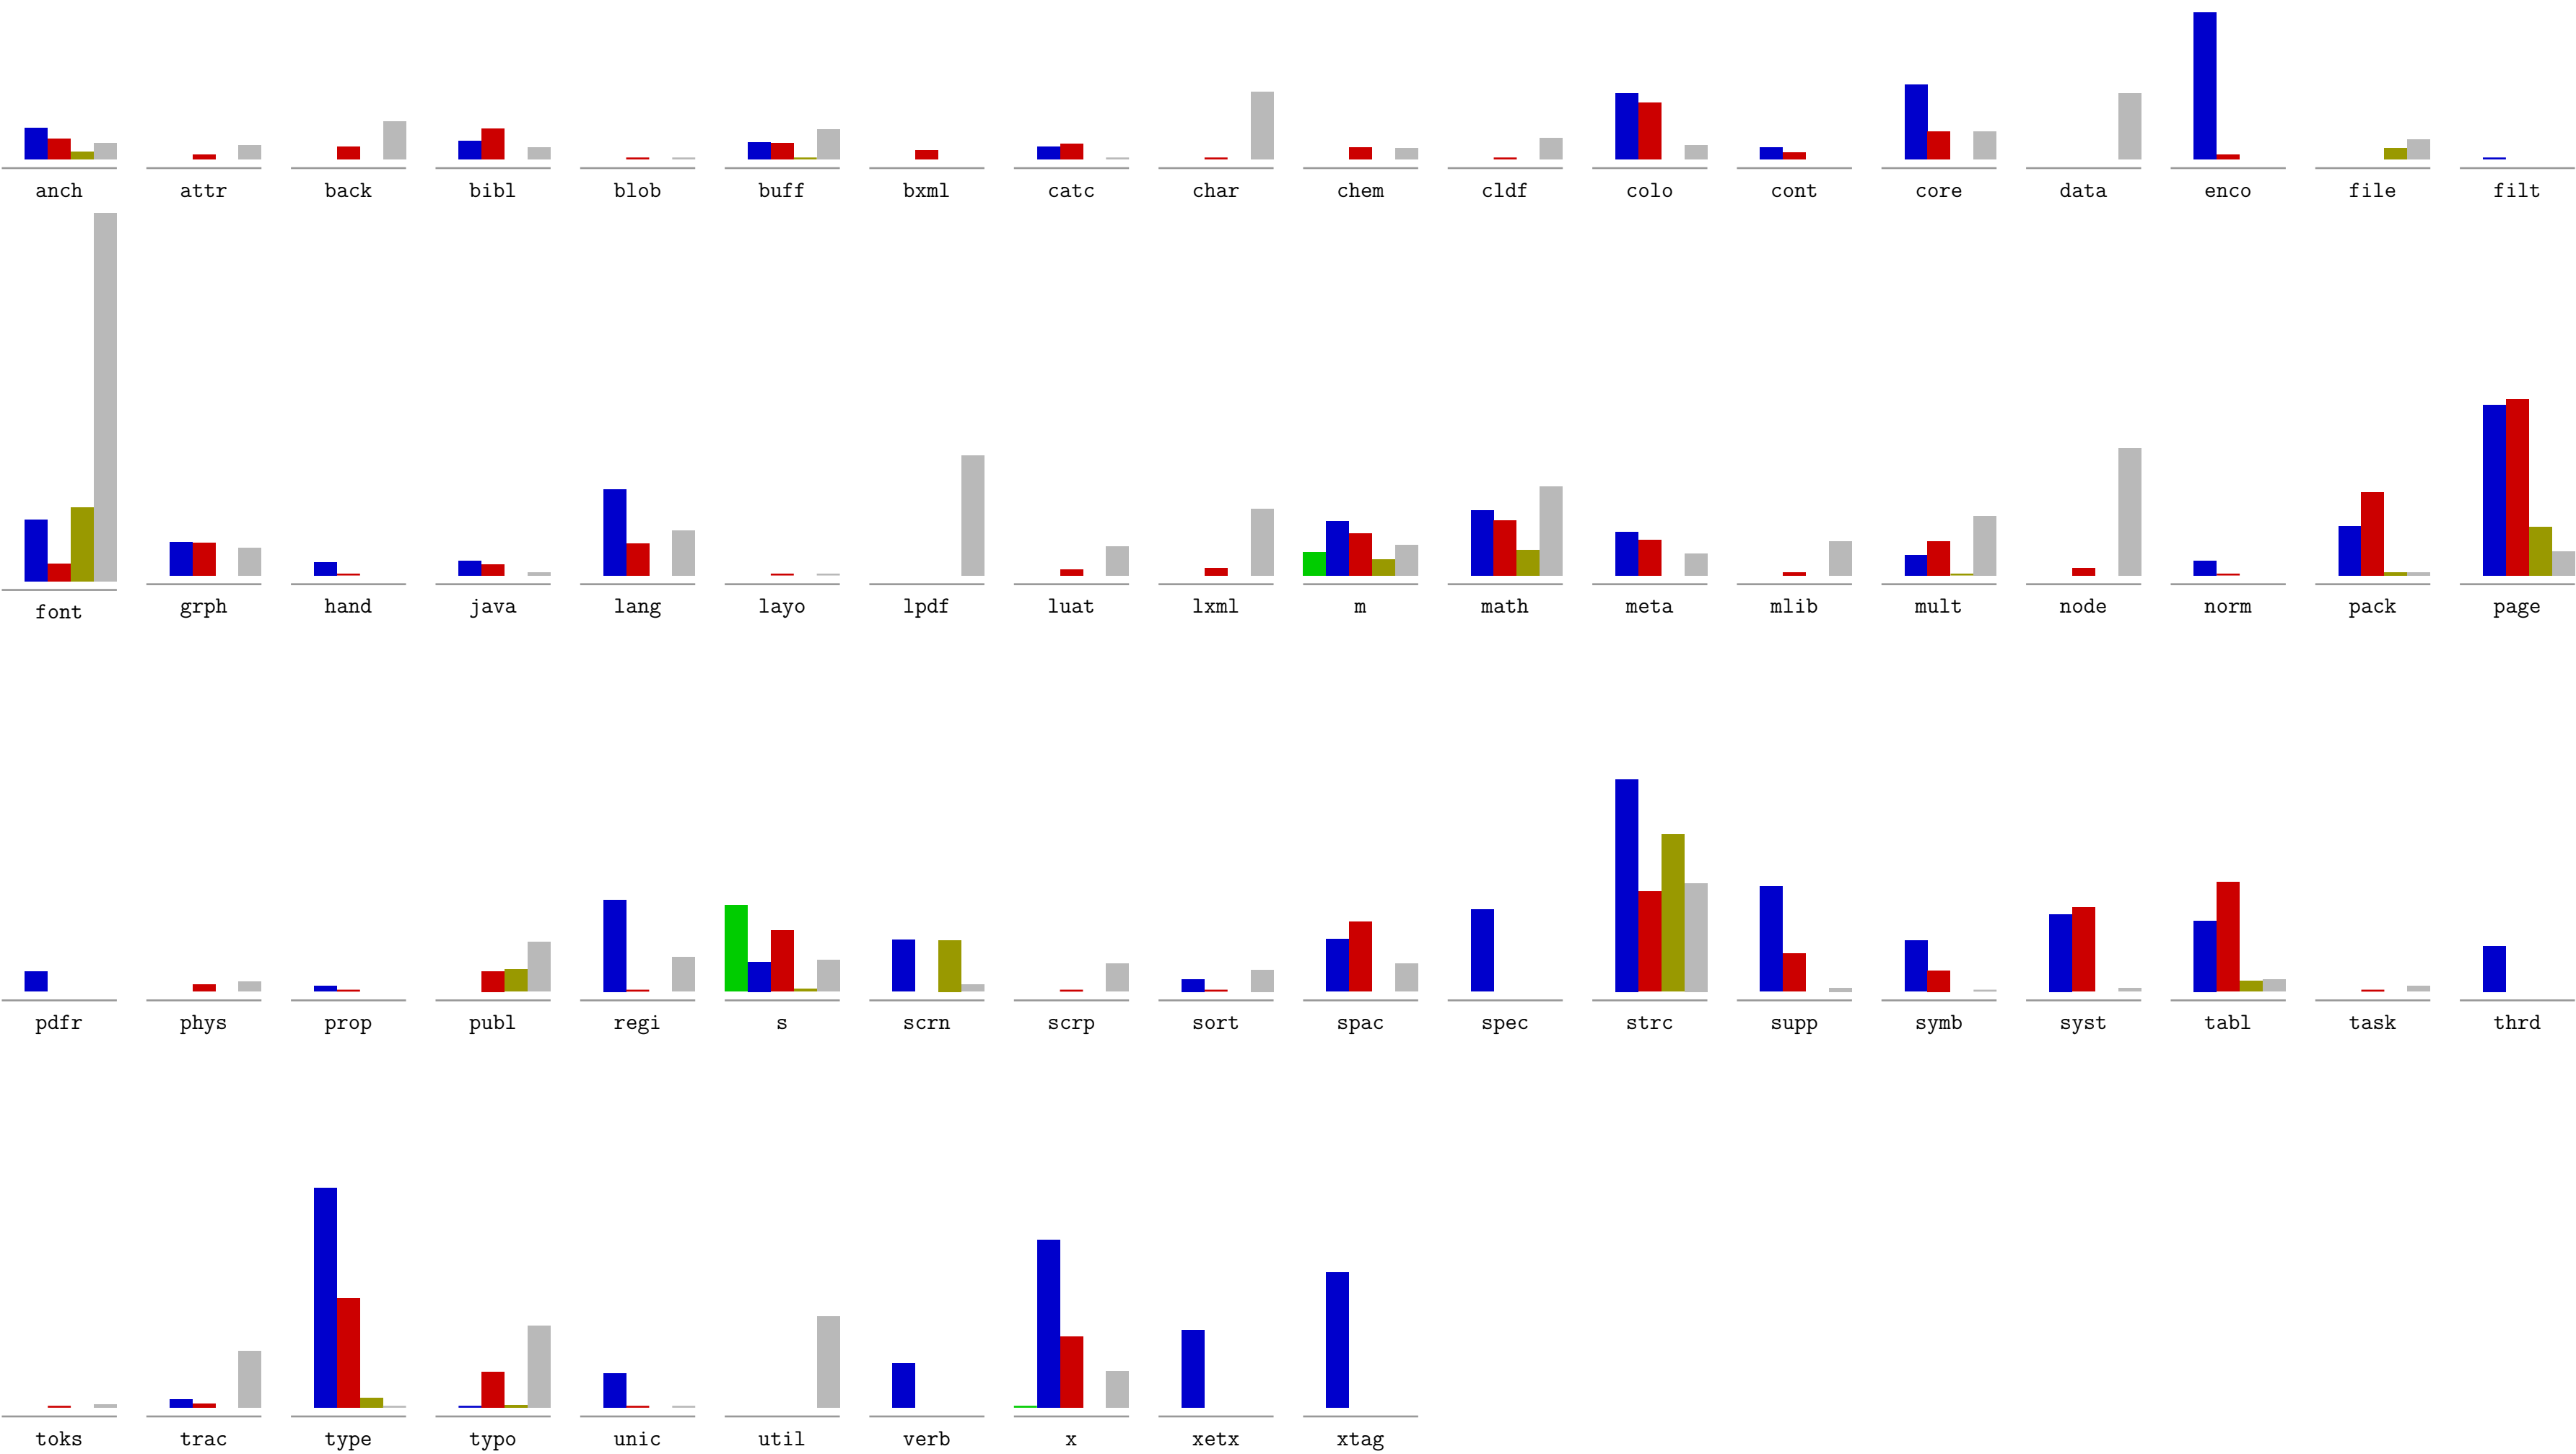 anch attr back bibl blob buff bxml catc char chem cldf colo cont core data enco file filt
font grph hand java lang layo lpdf luat lxml m math meta mlib mult node norm pack page
pdfr phys prop publ regi s scrn scrp sort spac spec strc supp symb syst tabl task thrd
toks trac type typo unic util verb x xetx xtag